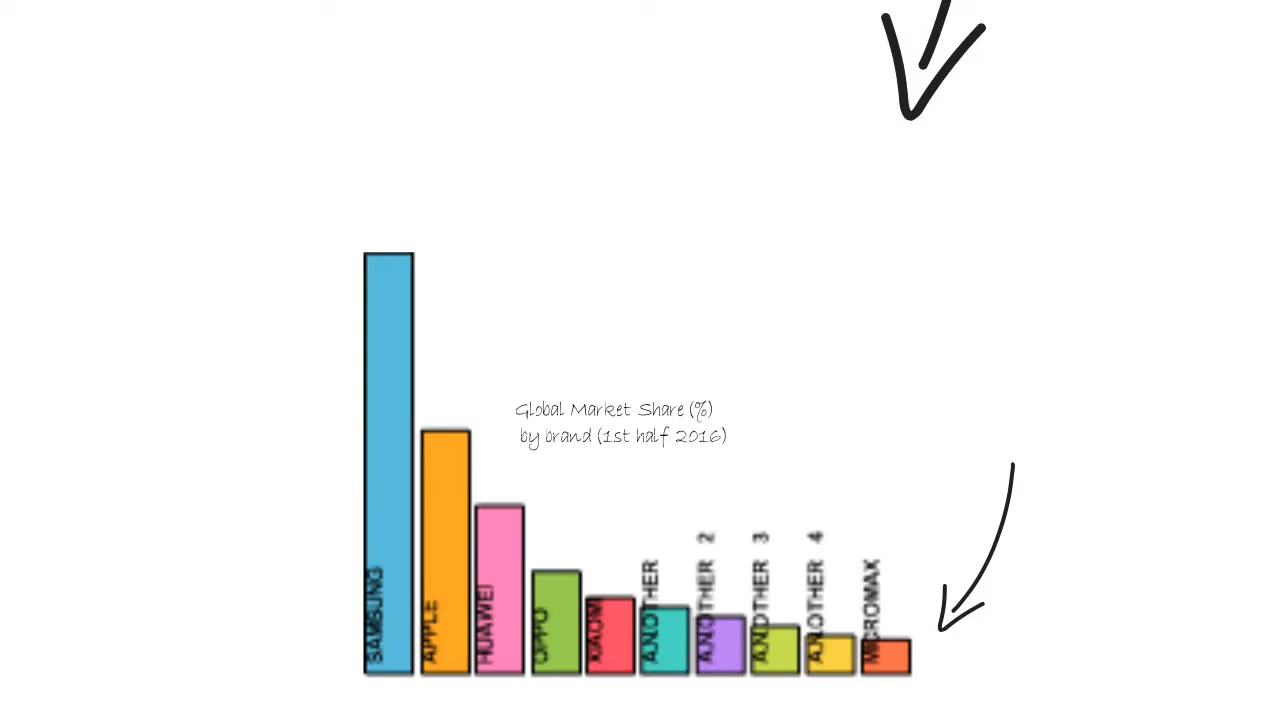 Global Market Share (%)
by brand (1st half 2016)
SAMSUNG
APPLE
HUAWEI
OPPO
XIAOMI
ANOTHER
ANOTHER 2
ANOTHER 3
ANOTHER 4
MICROMAX